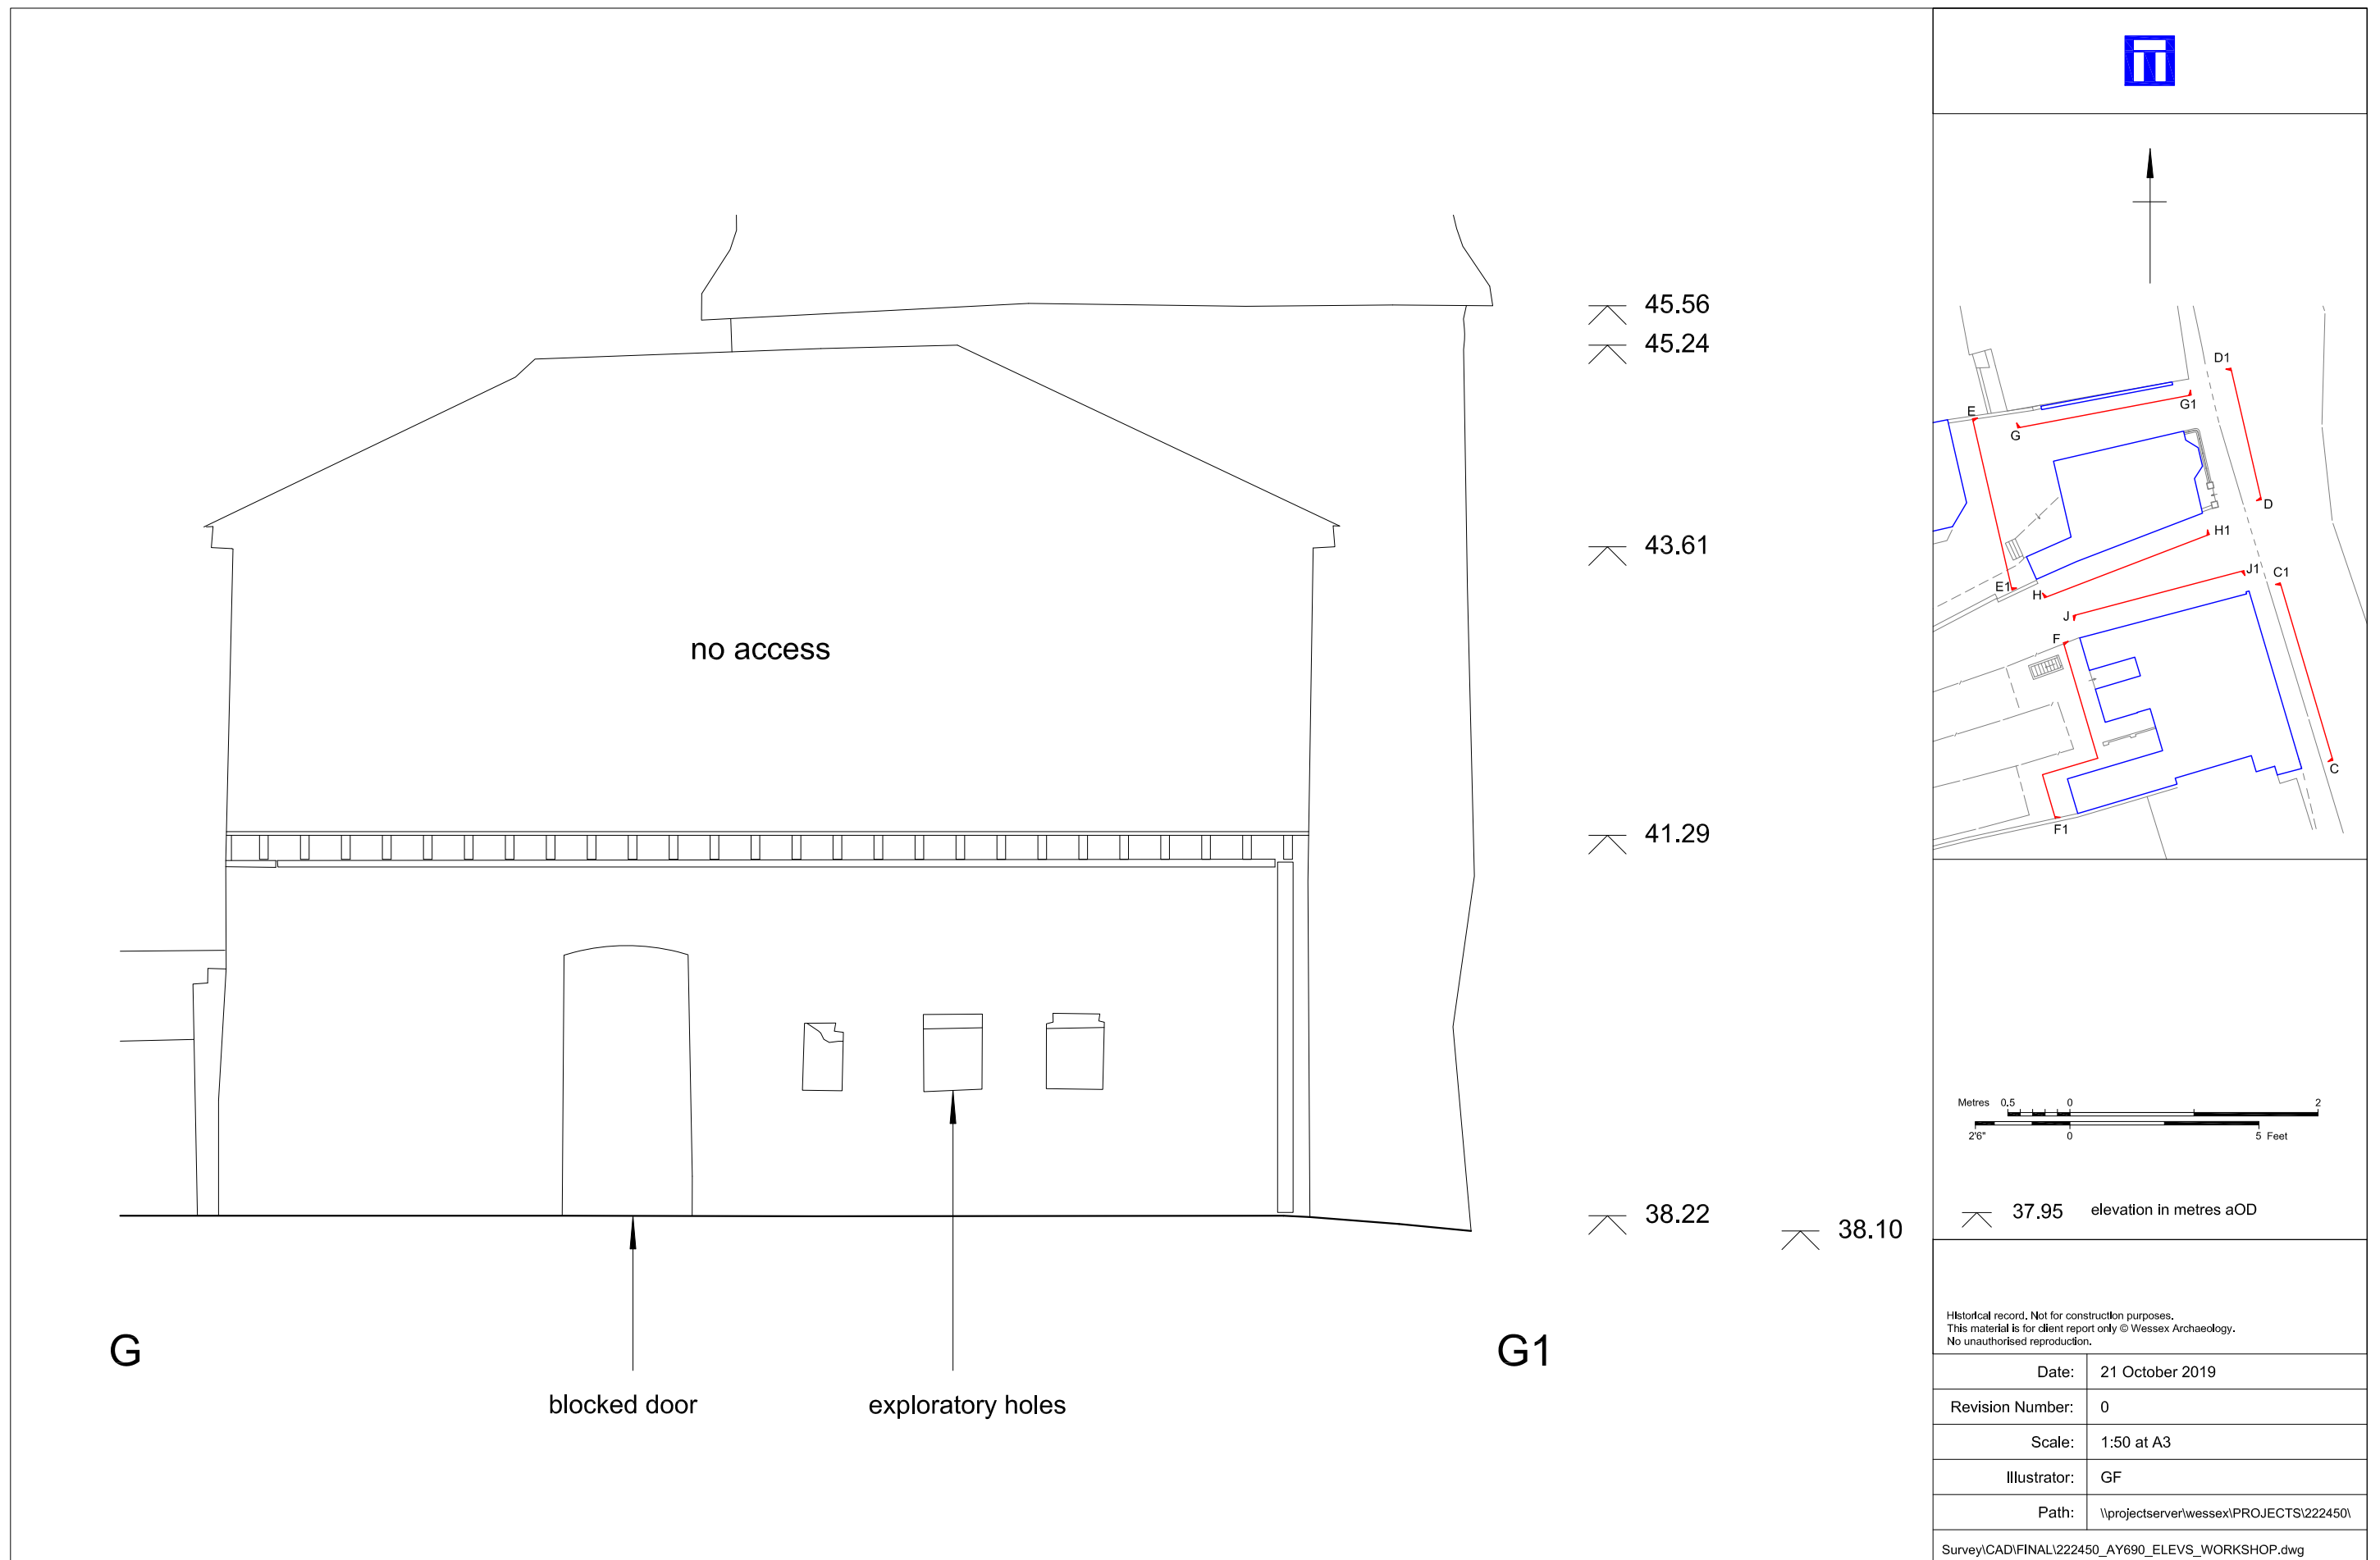 45.56
45.24
43.61
no access
41.29
38.22
38.10
G
G1
blocked door
exploratory holes
D1
E
G1
G
D
H1
E1
H
J1
C1
J
F
C
F1
Metres 0.5 0 2
2'6" 0 5 Feet
37.95 elevation in metres aOD
Historical record. Not for construction purposes.
This material is for client report only © Wessex Archaeology.
No unauthorised reproduction.
Date: 21 October 2019
Revision Number: 0
Scale: 1:50 at A3
Illustrator: GF
Path: \\projectserver\wessex\PROJECTS\222450\
Survey\CAD\FINAL\222450_AY690_ELEVS_WORKSHOP.dwg